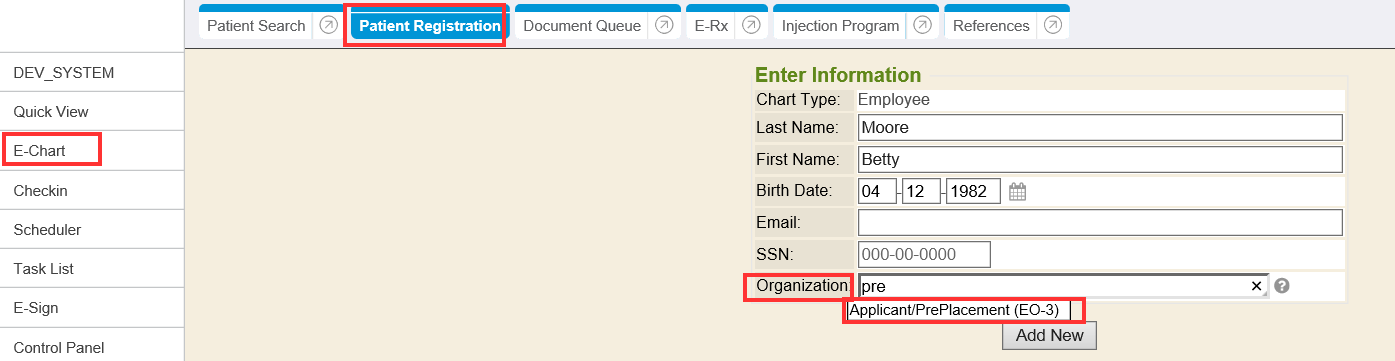 Patient Search
Patient Registration
Document Queue
E-Rx
Injection Program
References
DEV_SYSTEM
Quick View
E-Chart
Checkin
Scheduler
Task List
E-Sign
Control Panel
Enter Information
Chart Type: Employee
Last Name: Moore
First Name: Betty
Birth Date: 04 - 12 - 1982
Email:
SSN: 000-00-0000
Organization: pre × ?
Applicant/PrePlacement (EO-3)
Add New